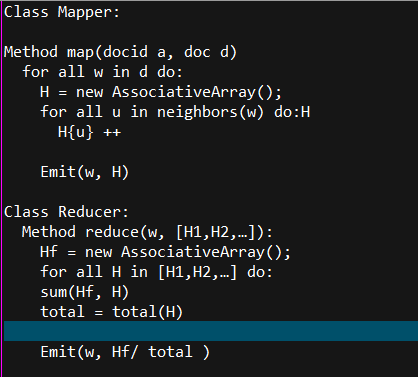 Class Mapper:
Method map(docid a, doc d)
for all w in d do:
H = new AssociativeArray();
for all u in neighbors(w) do:H
H{u} ++
Emit(w, H)
Class Reducer:
Method reduce(w, [H1,H2,…]):
Hf = new AssociativeArray();
for all H in [H1,H2,…] do:
sum(Hf, H)
total = total(H)
Emit(w, Hf/ total )